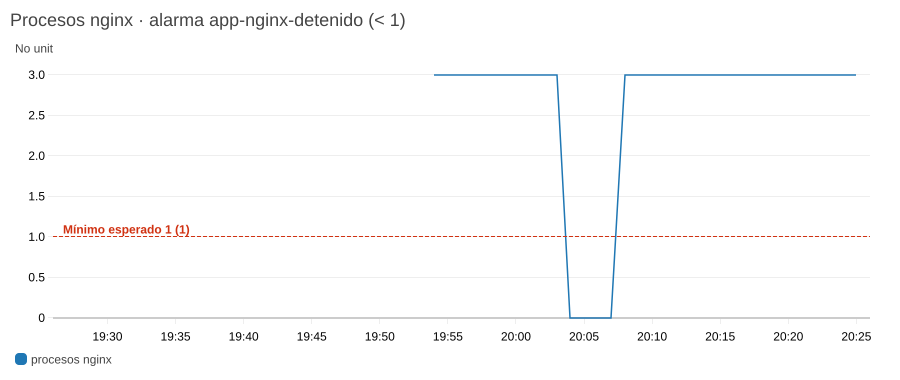 Procesos nginx · alarma app-nginx-detenido (< 1)
No unit
3.0
2.5
2.0
1.5
Mínimo esperado 1 (1)
1.0
0.5
0
19:30 19:35 19:40 19:45 19:50 19:55 20:00 20:05 20:10 20:15 20:20 20:25
procesos nginx